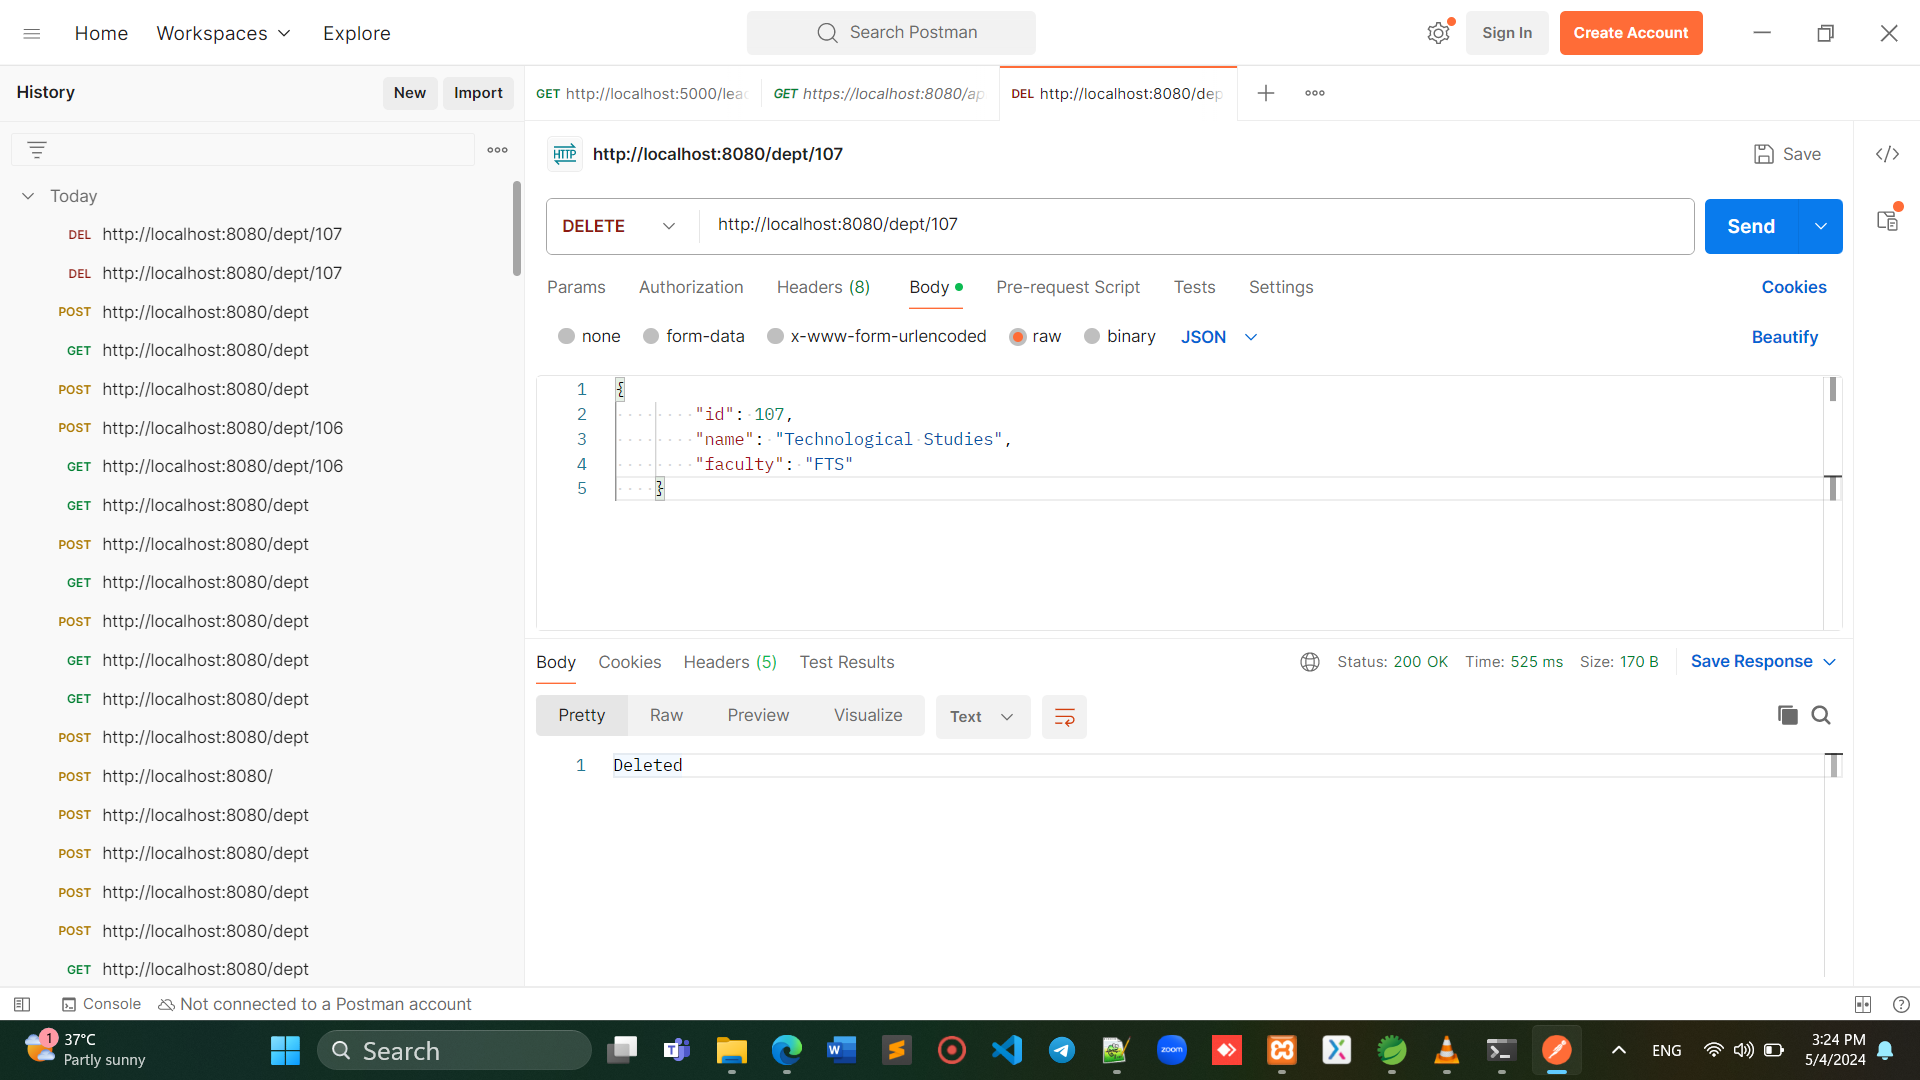 Home Workspaces Explore
Search Postman
Sign In Create Account
History New Import
GET http://localhost:5000/lea
GET https://localhost:8080/ap
DEL http://localhost:8080/dep
HTTP http://localhost:8080/dept/107 Save
Today
DEL http://localhost:8080/dept/107
DEL http://localhost:8080/dept/107
POST http://localhost:8080/dept
GET http://localhost:8080/dept
POST http://localhost:8080/dept
POST http://localhost:8080/dept/106
GET http://localhost:8080/dept/106
GET http://localhost:8080/dept
POST http://localhost:8080/dept
GET http://localhost:8080/dept
POST http://localhost:8080/dept
GET http://localhost:8080/dept
GET http://localhost:8080/dept
POST http://localhost:8080/dept
POST http://localhost:8080/
POST http://localhost:8080/dept
POST http://localhost:8080/dept
POST http://localhost:8080/dept
POST http://localhost:8080/dept
GET http://localhost:8080/dept
DELETE http://localhost:8080/dept/107 Send
Params Authorization Headers (8) Body Pre-request Script Tests Settings Cookies
none form-data x-www-form-urlencoded raw binary JSON Beautify
1 {
2 "id": 107,
3 "name": "Technological Studies",
4 "faculty": "FTS"
5 }
Body Cookies Headers (5) Test Results Status: 200 OK Time: 525 ms Size: 170 B Save Response
Pretty Raw Preview Visualize Text
1 Deleted
Console Not connected to a Postman account
1 37°C
Partly sunny
Search
zoom
ENG
3:24 PM
5/4/2024